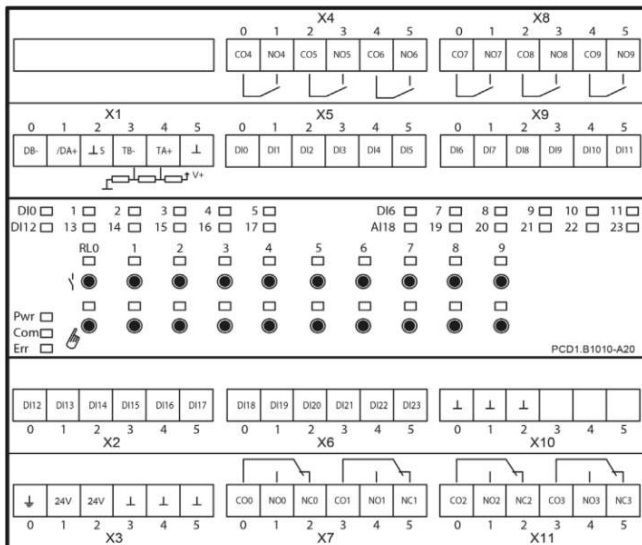 X4 X8
0 1 2 3 4 5 0 1 2 3 4 5
CO4 NO4 CO5 NO5 CO6 NO6 CO7 NO7 CO8 NO8 CO9 NO9
X1 X5 X9
0 1 2 3 4 5 0 1 2 3 4 5 0 1 2 3 4 5
DB- /DA+ ⊥ S TB- TA+ ⊥ DI0 DI1 DI2 DI3 DI4 DI5 DI6 DI7 DI8 DI9 DI10 DI11
V+
DI0 1 2 3 4 5 DI6 7 8 9 10 11
DI12 13 14 15 16 17 AI18 19 20 21 22 23
RL0 1 2 3 4 5 6 7 8 9
Pwr
Com
Err PCD1.B1010-A20
DI12 DI13 DI14 DI15 DI16 DI17 DI18 DI19 DI20 DI21 DI22 DI23 ⊥ ⊥ ⊥
0 1 2 3 4 5 0 1 2 3 4 5 0 1 2 3 4 5
X2 X6 X10
⏚ 24V 24V ⊥ ⊥ ⊥ CO0 NO0 NC0 CO1 NO1 NC1 CO2 NO2 NC2 CO3 NO3 NC3
0 1 2 3 4 5 0 1 2 3 4 5 0 1 2 3 4 5
X3 X7 X11